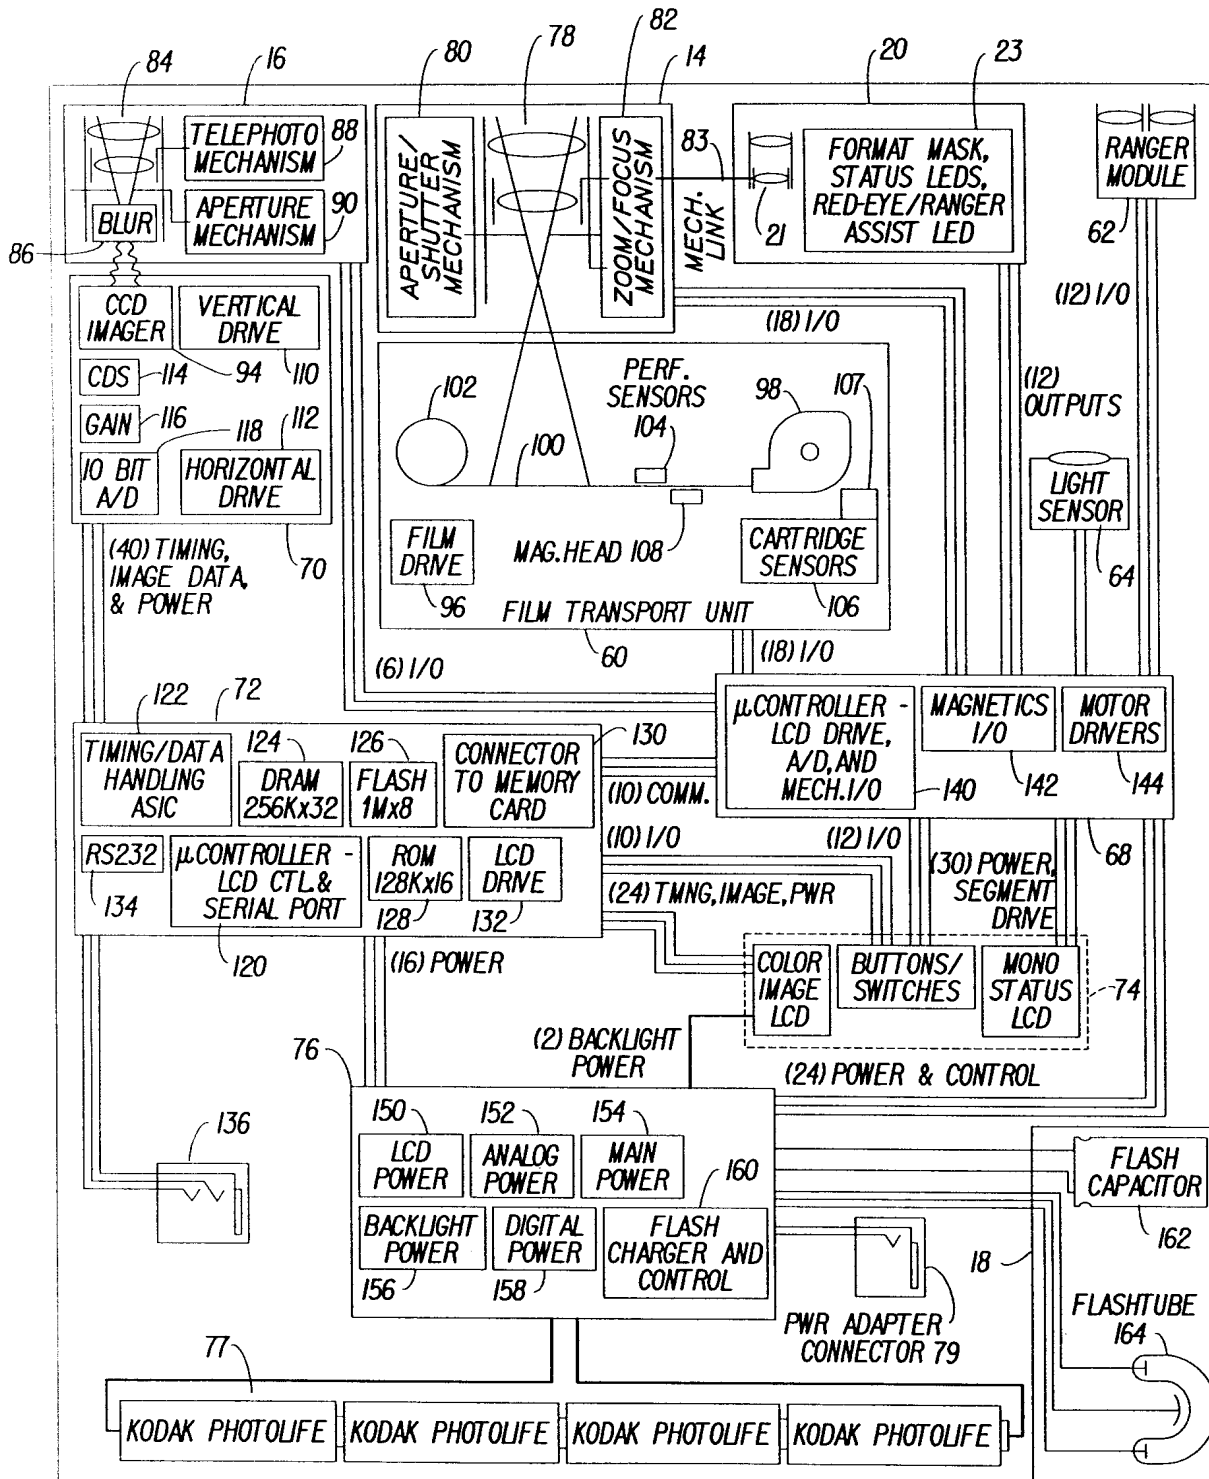 84
16
80
78
82
14
20
23
TELEPHOTO
MECHANISM
88
APERTURE
MECHANISM
90
BLUR
86
APERTURE/
SHUTTER
MECHANISM
ZOOM/FOCUS
MECHANISM
83
MECH.
LINK
21
FORMAT MASK,
STATUS LEDS,
RED-EYE/RANGER
ASSIST LED
RANGER
MODULE
62
(12) I/O
(18) I/O
CCD
IMAGER
VERTICAL
DRIVE
CDS
114
94
110
GAIN
116
118
112
10 BIT
A/D
HORIZONTAL
DRIVE
(40) TIMING,
IMAGE DATA,
& POWER
70
102
PERF.
SENSORS
104
98
107
100
FILM
DRIVE
96
MAG. HEAD 108
CARTRIDGE
SENSORS
106
FILM TRANSPORT UNIT
60
(12)
OUTPUTS
LIGHT
SENSOR
64
(6) I/O
(18) I/O
122
72
TIMING/DATA
HANDLING
ASIC
124
DRAM
256Kx32
126
FLASH
1Mx8
130
CONNECTOR
TO MEMORY
CARD
RS232
134
μCONTROLLER -
LCD CTL.&
SERIAL PORT
120
ROM
128Kx16
128
LCD
DRIVE
132
μCONTROLLER -
LCD DRIVE,
A/D, AND
MECH. I/O
140
MAGNETICS
I/O
142
MOTOR
DRIVERS
144
68
(10) COMM.
(10) I/O
(12) I/O
(24) TMNG, IMAGE, PWR
(30) POWER,
SEGMENT
DRIVE
(16) POWER
COLOR
IMAGE
LCD
BUTTONS/
SWITCHES
MONO
STATUS
LCD
74
(2) BACKLIGHT
POWER
(24) POWER & CONTROL
76
136
150
LCD
POWER
152
ANALOG
POWER
154
MAIN
POWER
160
BACKLIGHT
POWER
156
DIGITAL
POWER
158
FLASH
CHARGER AND
CONTROL
PWR ADAPTER
CONNECTOR 79
FLASH
CAPACITOR
162
18
FLASHTUBE
164
77
KODAK PHOTOLIFE
KODAK PHOTOLIFE
KODAK PHOTOLIFE
KODAK PHOTOLIFE